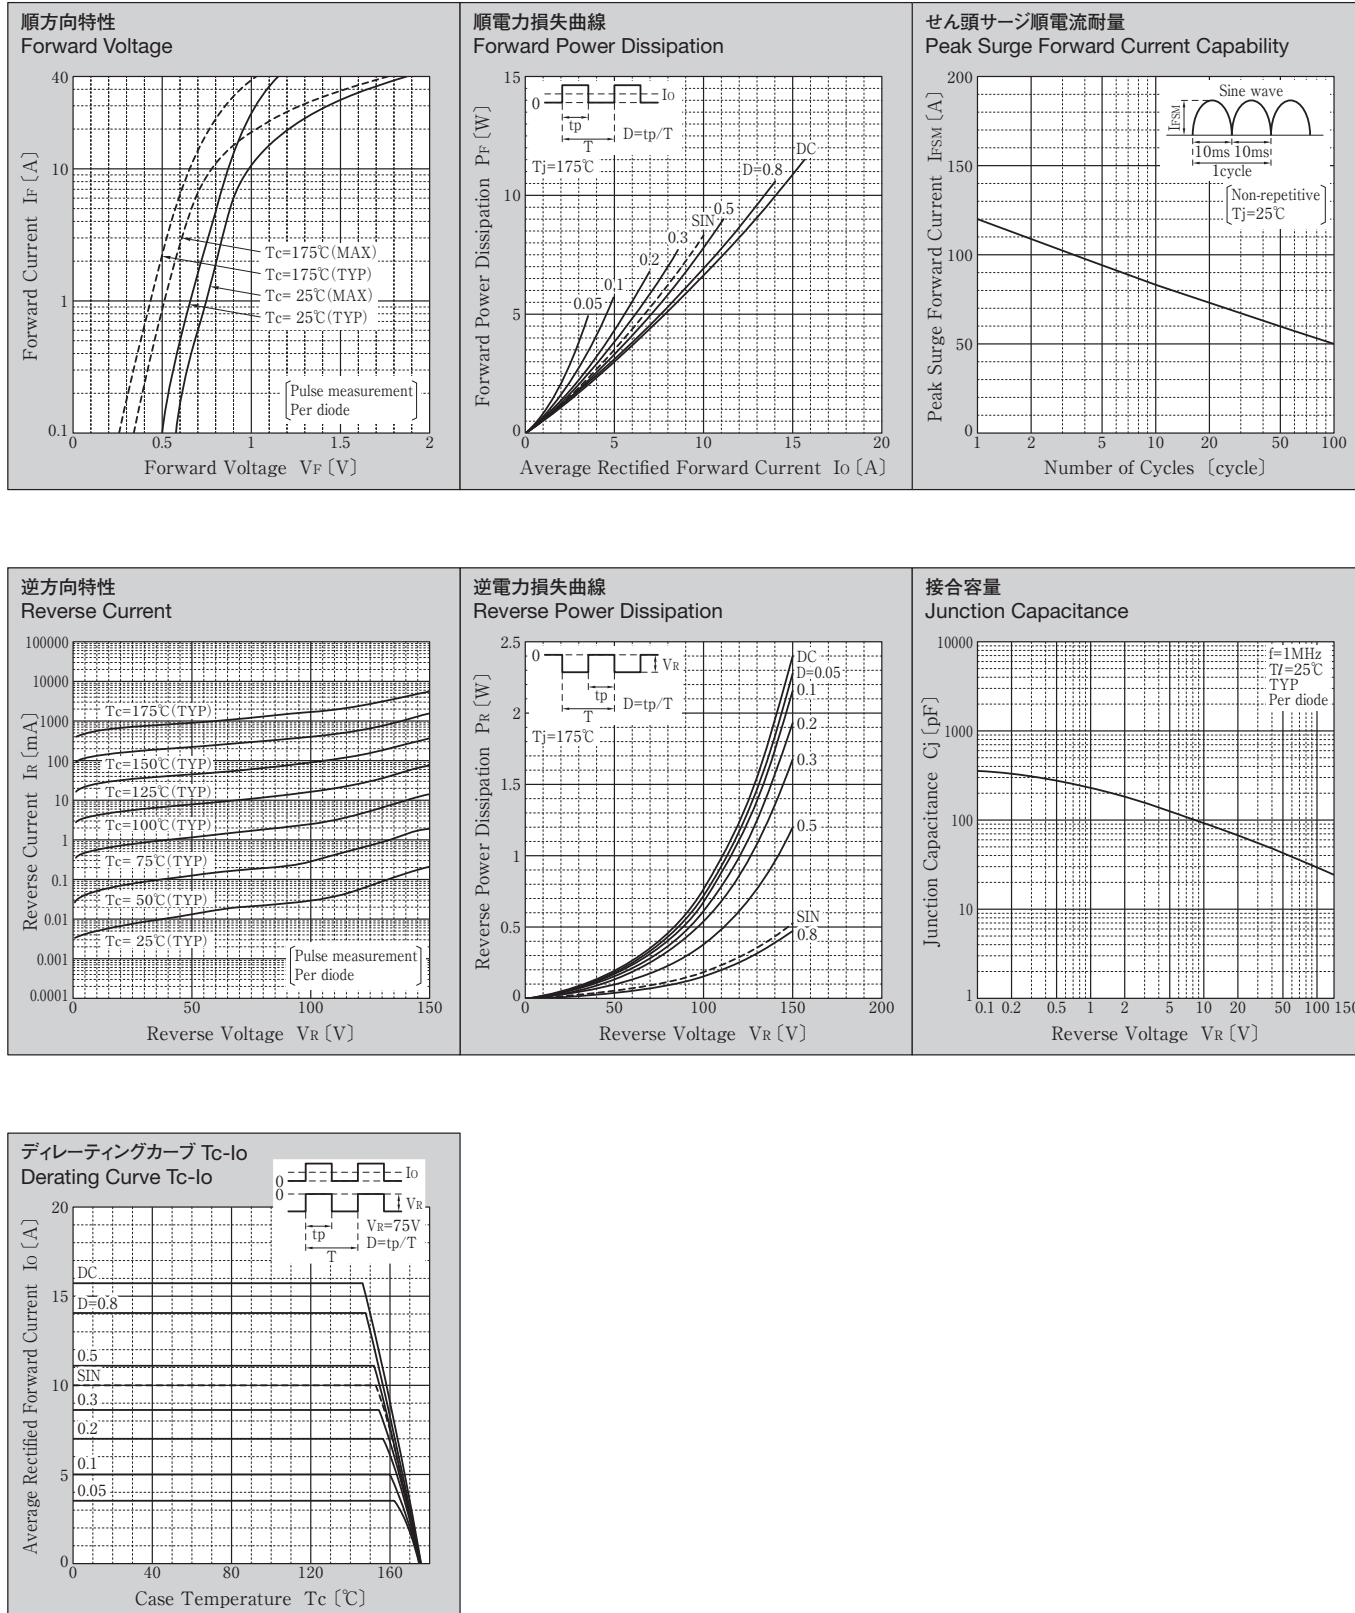 順方向特性
Forward Voltage
Forward Current IF〔A〕
40
10
1
0.1
0
0.5
1
1.5
2
Tc=175℃(MAX)
Tc=175℃(TYP)
Tc= 25℃(MAX)
Tc= 25℃(TYP)
Pulse measurement
Per diode
Forward Voltage VF〔V〕
順電力損失曲線
Forward Power Dissipation
Forward Power Dissipation PF〔W〕
15
10
5
0
0
5
10
15
20
0
Io
tp
T
D=tp/T
Tj=175℃
DC
D=0.8
0.5
SIN
0.3
0.2
0.1
0.05
Average Rectified Forward Current Io〔A〕
せん頭サージ順電流耐量
Peak Surge Forward Current Capability
Peak Surge Forward Current IFSM〔A〕
200
150
100
50
0
1
2
5
10
20
50
100
Sine wave
IFSM
10ms
10ms
1cycle
Non-repetitive
Tj=25℃
Number of Cycles〔cycle〕
逆方向特性
Reverse Current
Reverse Current IR〔mA〕
100000
10000
1000
100
10
1
0.1
0.01
0.001
0.0001
0
50
100
150
Tc=175℃(TYP)
Tc=150℃(TYP)
Tc=125℃(TYP)
Tc=100℃(TYP)
Tc= 75℃(TYP)
Tc= 50℃(TYP)
Tc= 25℃(TYP)
Pulse measurement
Per diode
Reverse Voltage VR〔V〕
逆電力損失曲線
Reverse Power Dissipation
Reverse Power Dissipation PR〔W〕
2.5
2
1.5
1
0.5
0
0
50
100
150
200
0
VR
tp
T
D=tp/T
Tj=175℃
DC
D=0.05
0.1
0.2
0.3
0.5
SIN
0.8
Reverse Voltage VR〔V〕
接合容量
Junction Capacitance
Junction Capacitance Cj〔pF〕
10000
1000
100
10
1
0.1
0.2
0.5
1
2
5
10
20
50
100
150
f=1MHz
Tl=25℃
TYP
Per diode
Reverse Voltage VR〔V〕
ディレーティングカーブ Tc-Io
Derating Curve Tc-Io
Average Rectified Forward Current Io〔A〕
20
15
10
5
0
0
40
80
120
160
0
Io
0
VR
tp
T
VR=75V
D=tp/T
DC
D=0.8
0.5
SIN
0.3
0.2
0.1
0.05
Case Temperature Tc〔℃〕